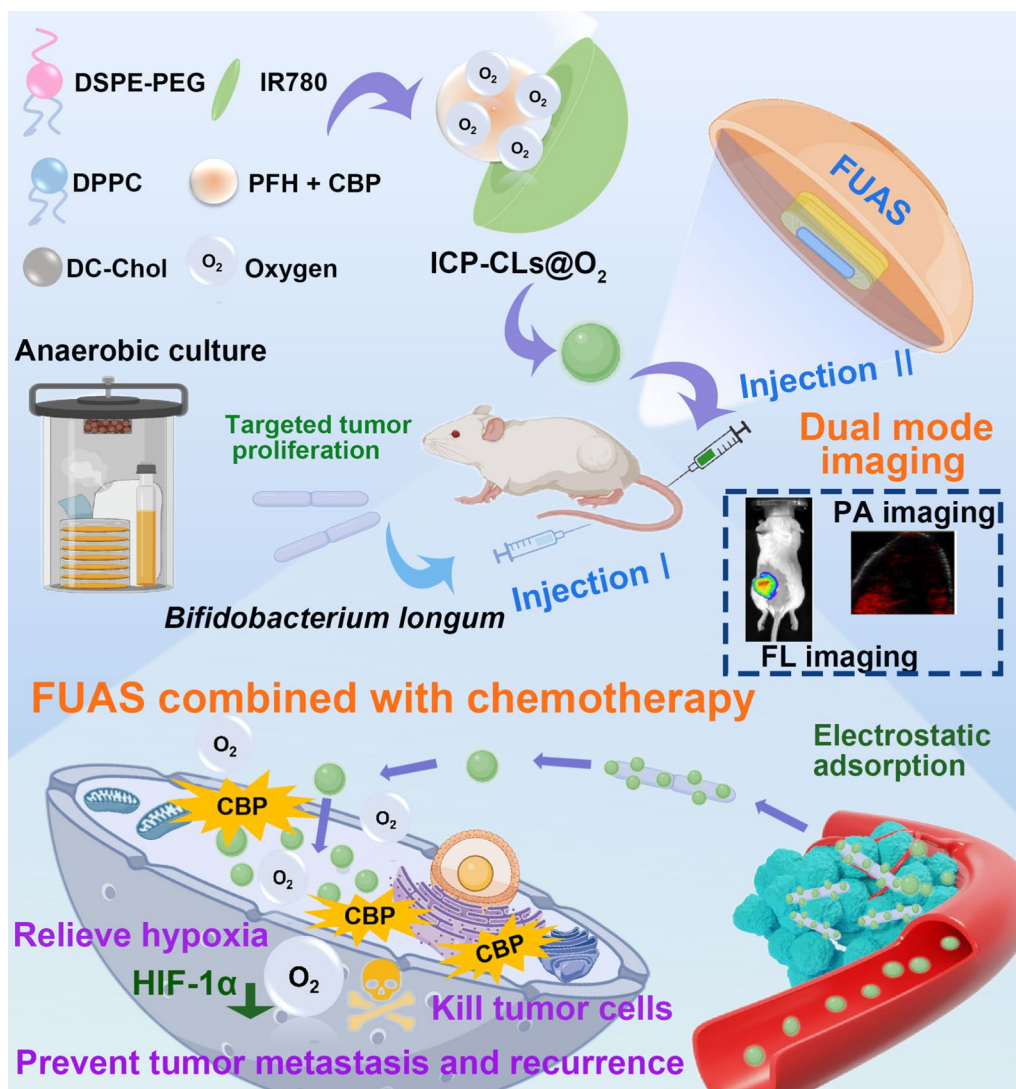 DSPE-PEG
IR780
O₂
O₂
O₂
O₂
DPPC
PFH + CBP
DC-Chol
O₂
Oxygen
ICP-CLs@O₂
FUAS
Anaerobic culture
Targeted tumor
proliferation
Injection II
Dual mode
imaging
PA imaging
FL imaging
Injection I
Bifidobacterium longum
FUAS combined with chemotherapy
Electrostatic
adsorption
O₂
CBP
O₂
O₂
CBP
CBP
Relieve hypoxia
HIF-1α
O₂
Kill tumor cells
Prevent tumor metastasis and recurrence